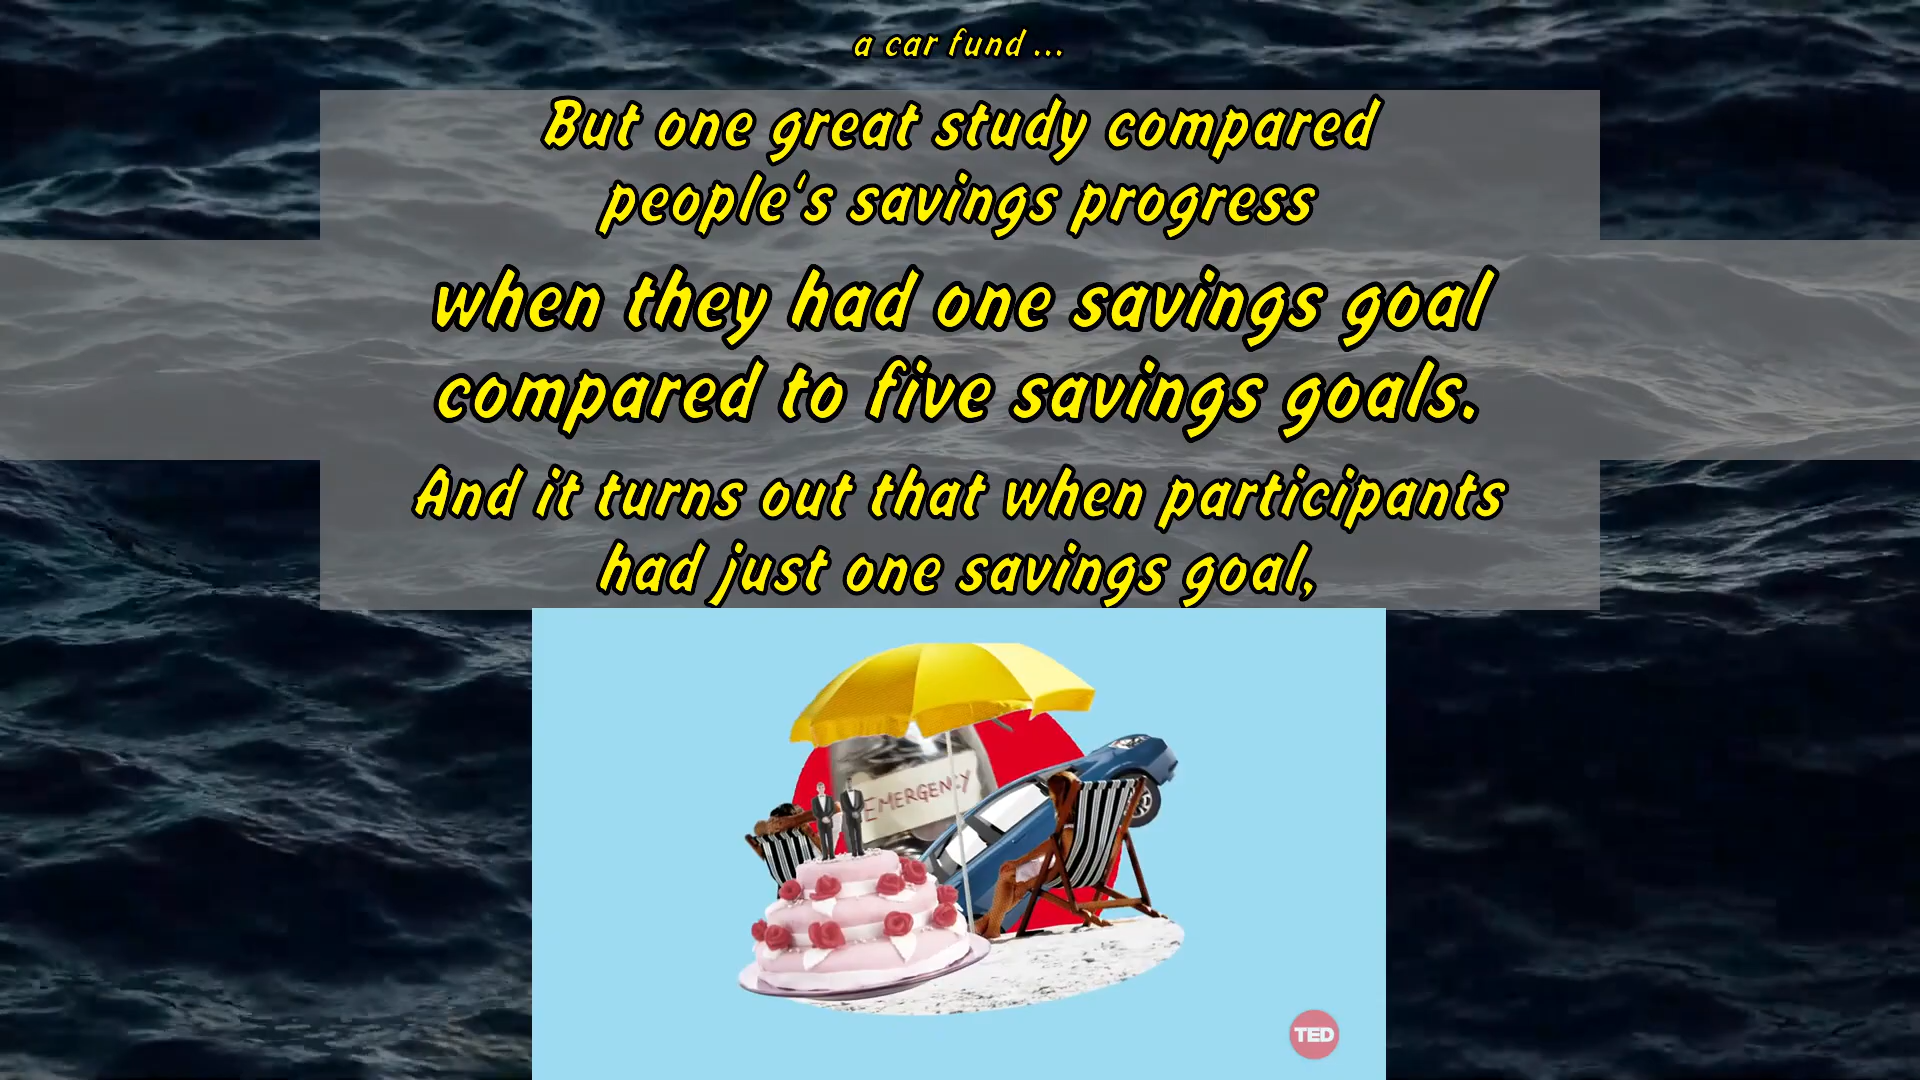 a car fund ...
But one great study compared
people's savings progress
when they had one savings goal
compared to five savings goals.
And it turns out that when participants
had just one savings goal,
EMERGENCY
TED